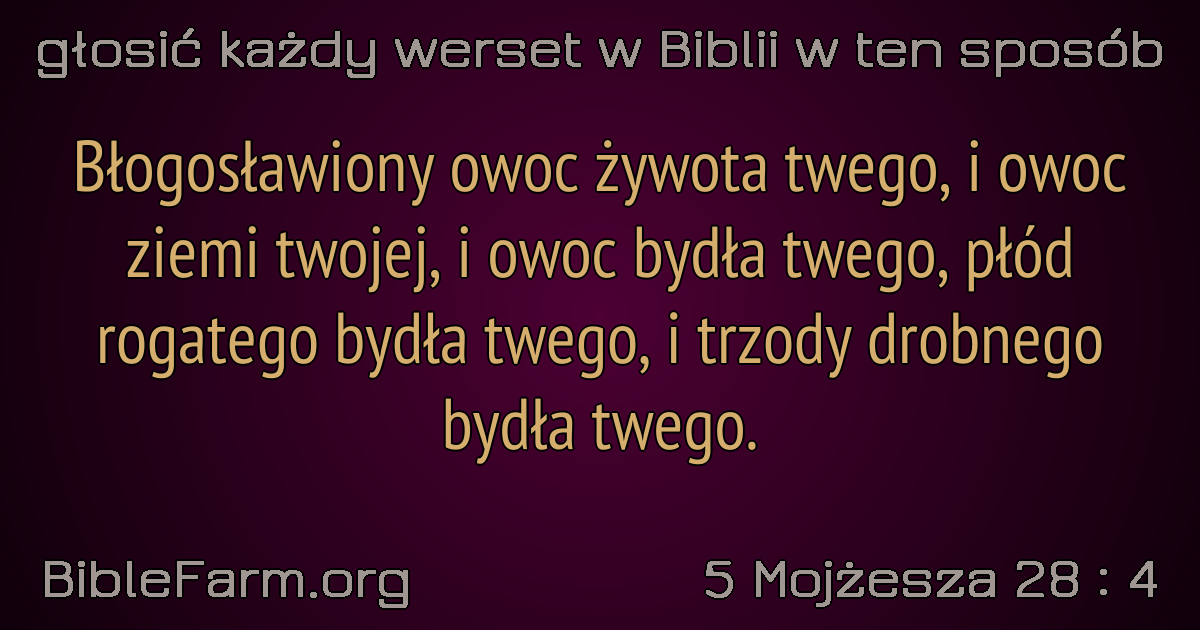 głosić każdy werset w Biblii w ten sposób
Błogosławiony owoc żywota twego, i owoc
ziemi twojej, i owoc bydła twego, płód
rogatego bydła twego, i trzody drobnego
bydła twego.
BibleFarm.org
5 Mojżesza 28 : 4